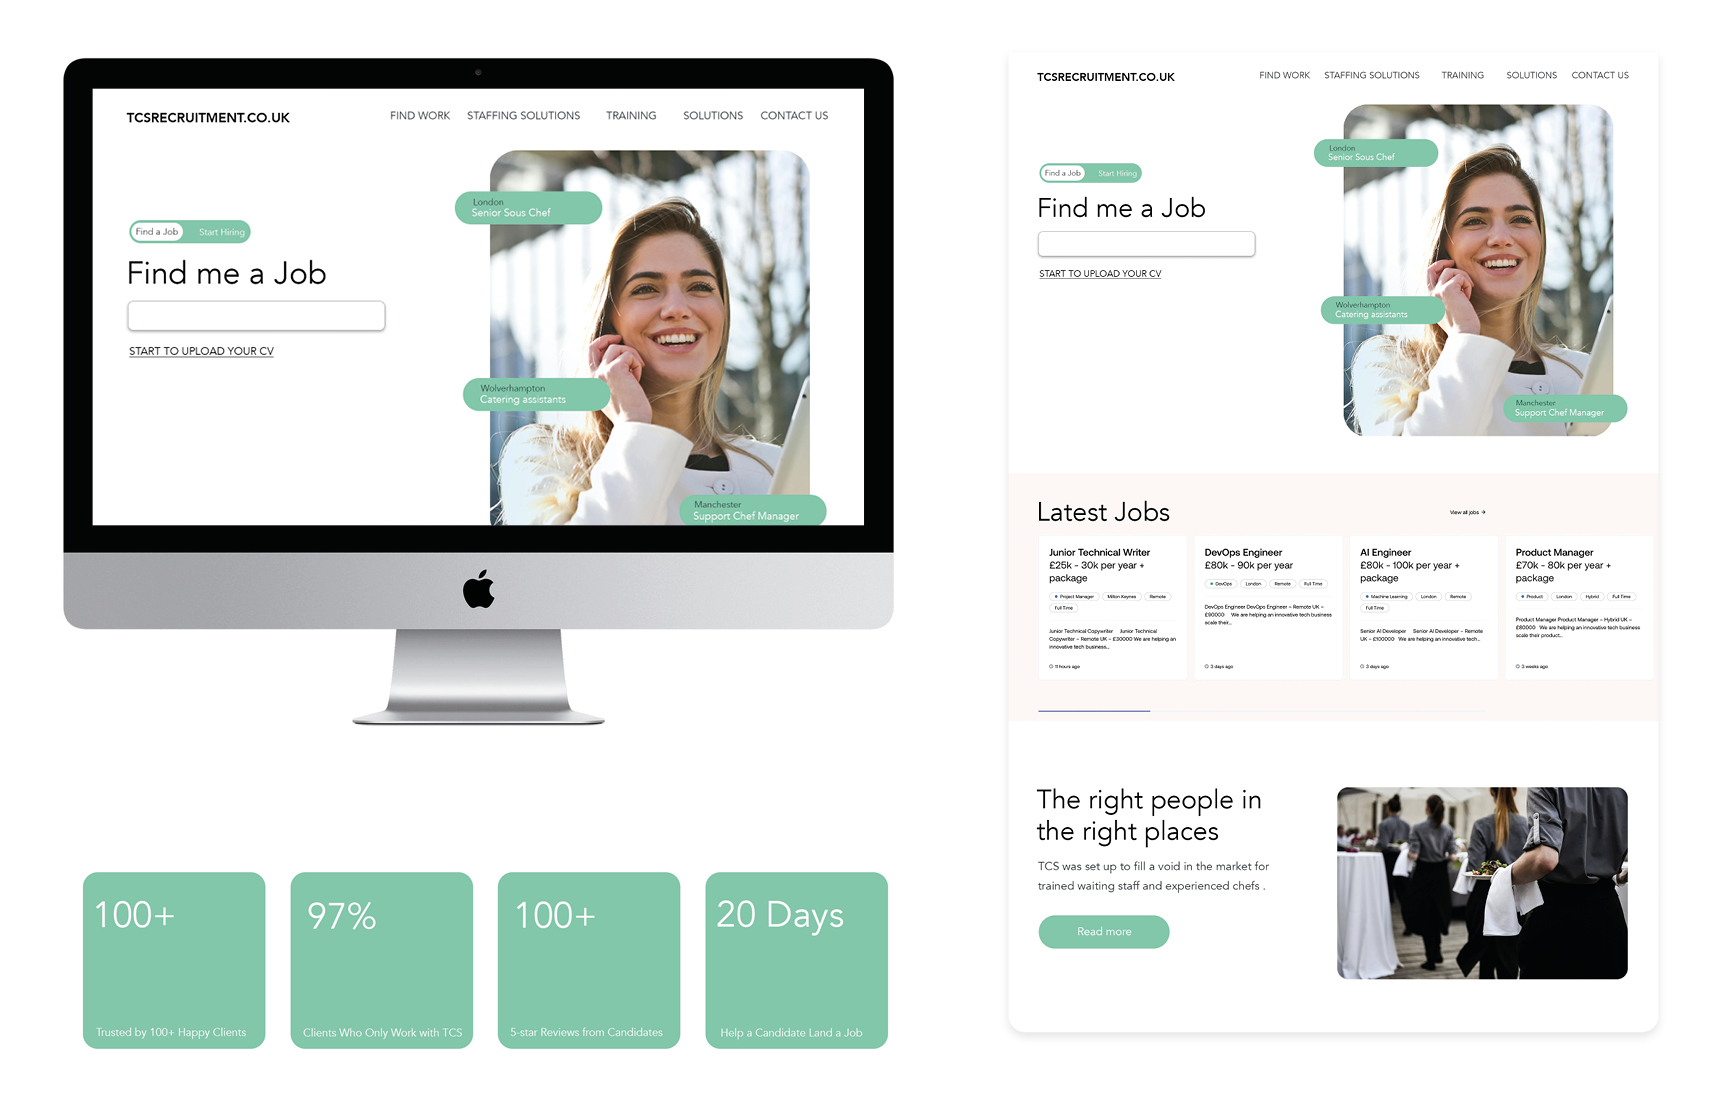 TCSRECRUITMENT.CO.UK
FIND WORK STAFFING SOLUTIONS TRAINING SOLUTIONS CONTACT US
London
Senior Sous Chef
Find a Job Start Hiring
Find me a Job
START TO UPLOAD YOUR CV
Wolverhampton
Catering assistants
Manchester
Support Chef Manager
100+
Trusted by 100+ Happy Clients
97%
Clients Who Only Work with TCS
100+
5-star Reviews from Candidates
20 Days
Help a Candidate Land a Job
TCSRECRUITMENT.CO.UK
FIND WORK STAFFING SOLUTIONS TRAINING SOLUTIONS CONTACT US
London
Senior Sous Chef
Find a Job Start Hiring
Find me a Job
START TO UPLOAD YOUR CV
Wolverhampton
Catering assistants
Manchester
Support Chef Manager
Latest Jobs
View all jobs →
Junior Technical Writer
£25k - 30k per year +
package
Project Manager Milton Keynes Remote
Full Time
Junior Technical Copywriter Junior Technical
Copywriter – Remote UK – £30000 We are helping an
innovative tech business...
11 hours ago
DevOps Engineer
£80k - 90k per year
DevOps London Remote Full Time
DevOps Engineer DevOps Engineer – Remote UK –
£90000 We are helping an innovative tech business
scale their...
3 days ago
AI Engineer
£80k - 100k per year +
package
Machine Learning London Remote
Full Time
Senior AI Developer Senior AI Developer – Remote
UK – £100000 We are helping an innovative tech...
3 days ago
Product Manager
£70k - 80k per year +
package
Product London Hybrid Full Time
Product Manager Product Manager – Hybrid UK –
£80000 We are helping an innovative tech business
scale their product...
3 weeks ago
The right people in
the right places
TCS was set up to fill a void in the market for
trained waiting staff and experienced chefs .
Read more